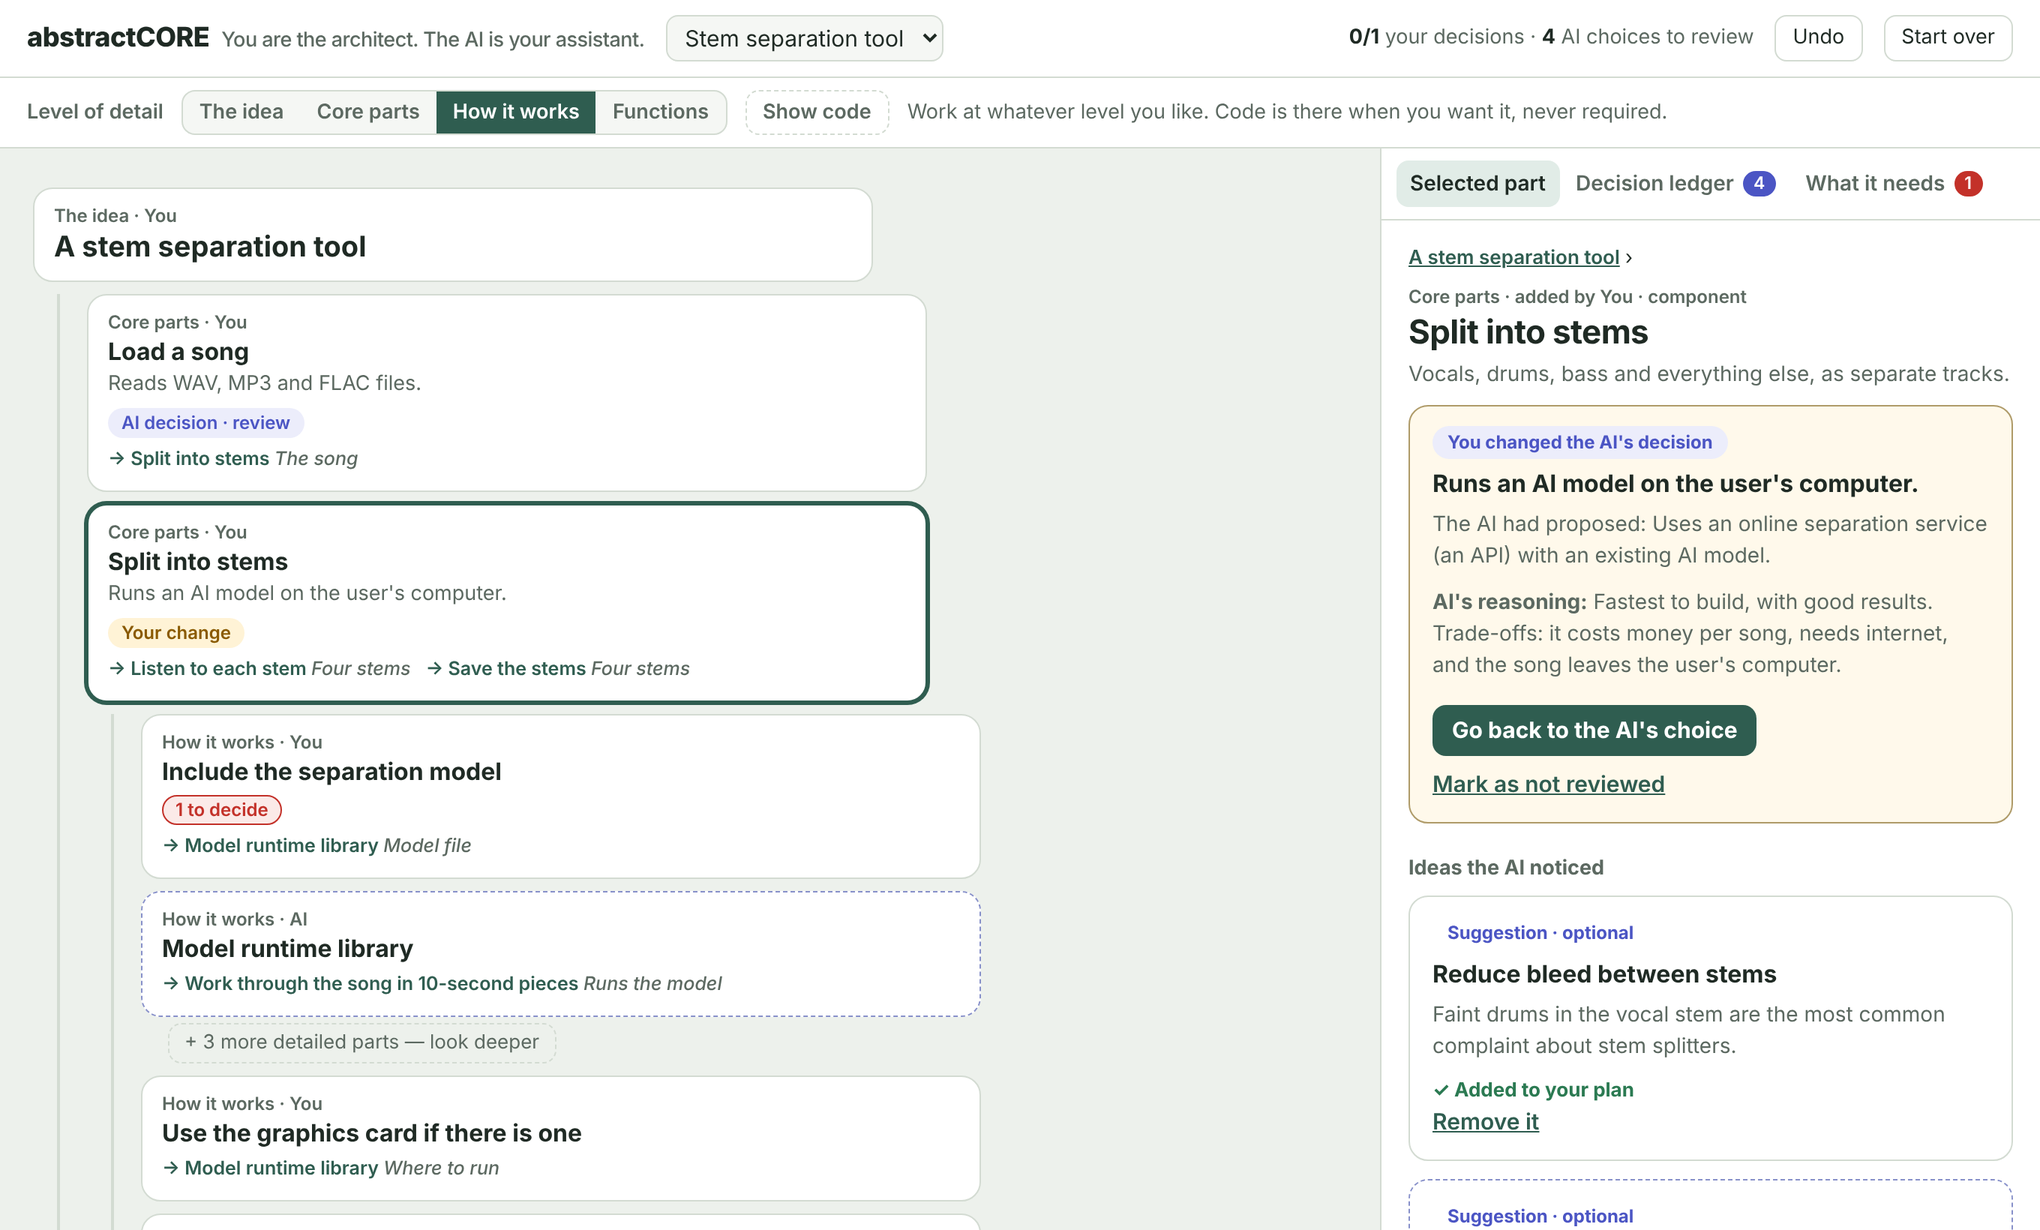 abstractCORE You are the architect. The AI is your assistant. Stem separation tool 0/1 your decisions · 4 AI choices to review Undo Start over
Level of detail The idea Core parts How it works Functions Show code Work at whatever level you like. Code is there when you want it, never required.
The idea · You
A stem separation tool
Core parts · You
Load a song
Reads WAV, MP3 and FLAC files.
AI decision · review
→ Split into stems The song
Core parts · You
Split into stems
Runs an AI model on the user's computer.
Your change
→ Listen to each stem Four stems → Save the stems Four stems
How it works · You
Include the separation model
1 to decide
→ Model runtime library Model file
How it works · AI
Model runtime library
→ Work through the song in 10-second pieces Runs the model
+ 3 more detailed parts — look deeper
How it works · You
Use the graphics card if there is one
→ Model runtime library Where to run
Selected part Decision ledger 4 What it needs 1
A stem separation tool ›
Core parts · added by You · component
Split into stems
Vocals, drums, bass and everything else, as separate tracks.
You changed the AI's decision
Runs an AI model on the user's computer.
The AI had proposed: Uses an online separation service
(an API) with an existing AI model.
AI's reasoning: Fastest to build, with good results.
Trade-offs: it costs money per song, needs internet,
and the song leaves the user's computer.
Go back to the AI's choice
Mark as not reviewed
Ideas the AI noticed
Suggestion · optional
Reduce bleed between stems
Faint drums in the vocal stem are the most common
complaint about stem splitters.
✓ Added to your plan
Remove it
Suggestion · optional